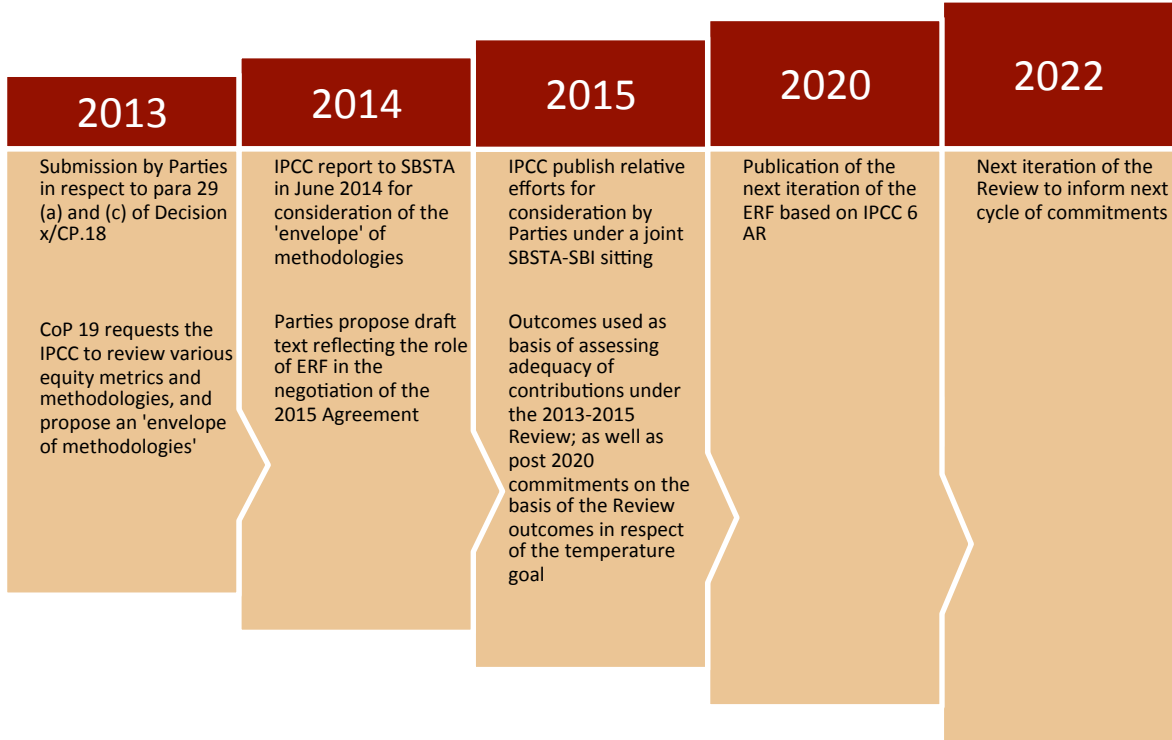 2013
Submission by Parties
in respect to para 29
(a) and (c) of Decision
x/CP.18
CoP 19 requests the
IPCC to review various
equity metrics and
methodologies, and
propose an 'envelope
of methodologies'
2014
IPCC report to SBSTA
in June 2014 for
consideration of the
'envelope' of
methodologies
Parties propose draft
text reflecting the role
of ERF in the
negotiation of the
2015 Agreement
2015
IPCC publish relative
efforts for
consideration by
Parties under a joint
SBSTA-SBI sitting
Outcomes used as
basis of assessing
adequacy of
contributions under
the 2013-2015
Review; as well as
post 2020
commitments on the
basis of the Review
outcomes in respect
of the temperature
goal
2020
Publication of the
next iteration of the
ERF based on IPCC 6
AR
2022
Next iteration of the
Review to inform next
cycle of commitments